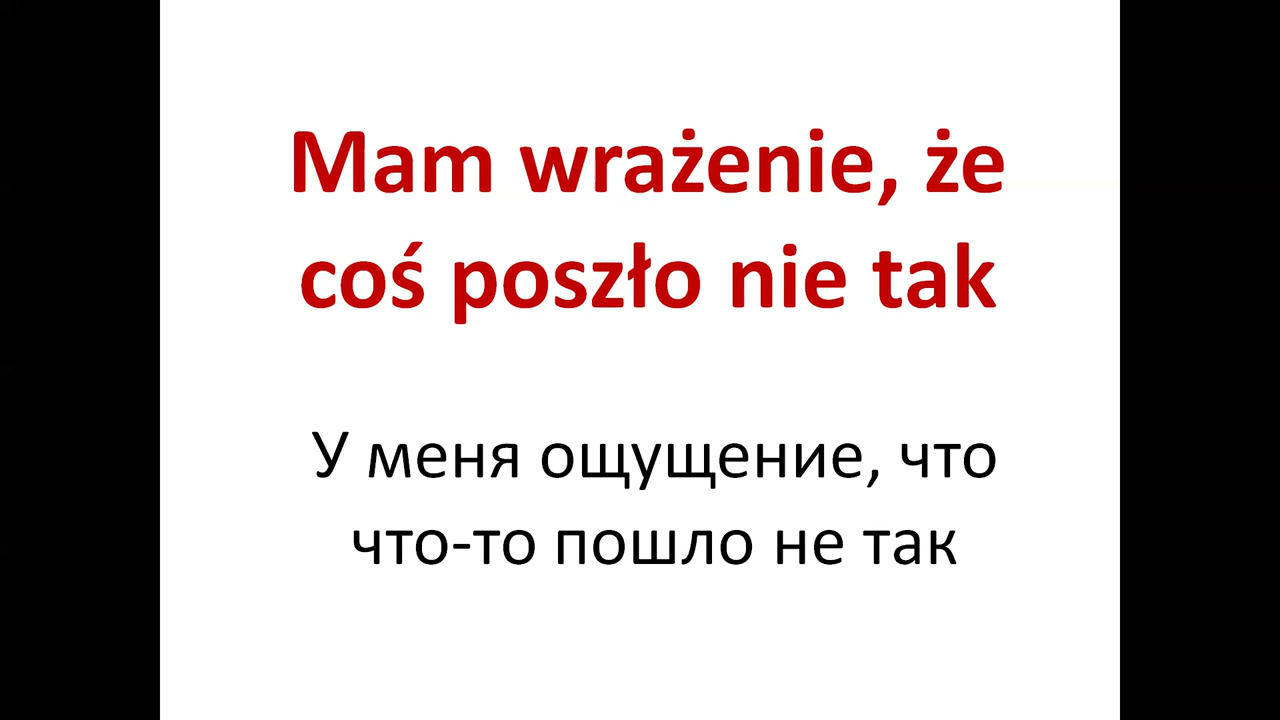 Mam wrażenie, że
coś poszło nie tak
У меня ощущение, что
что-то пошло не так